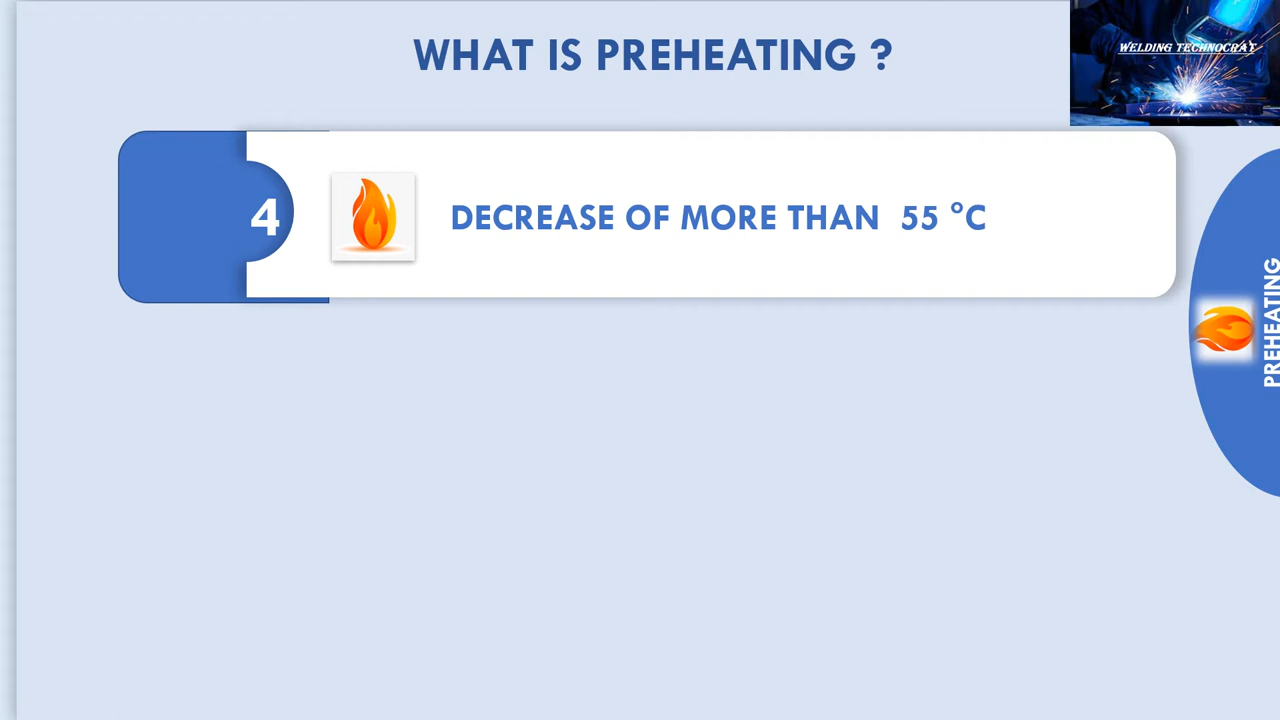 WHAT IS PREHEATING ?
WELDING TECHNOCRAT
4
DECREASE OF MORE THAN 55 °C
PREHEATING